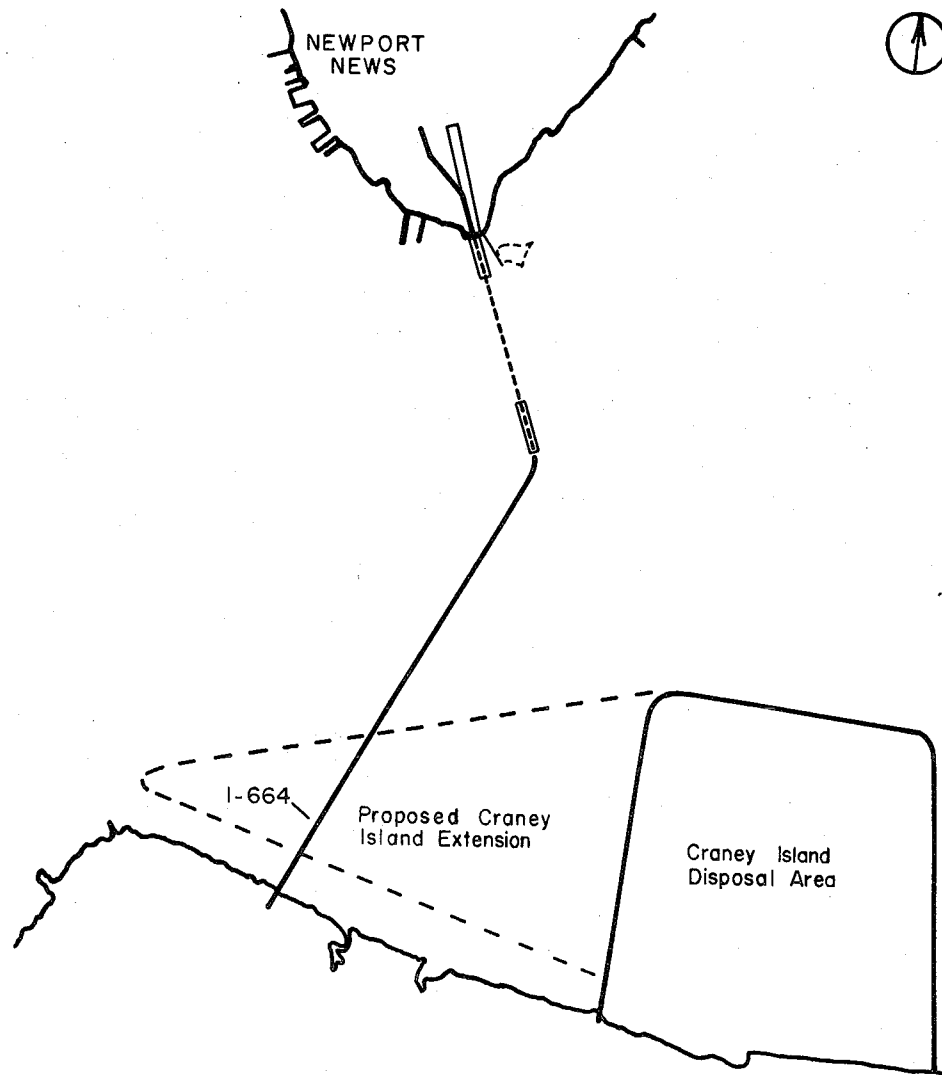 NEWPORT
NEWS
I-664
Proposed Craney
Island Extension
Craney Island
Disposal Area